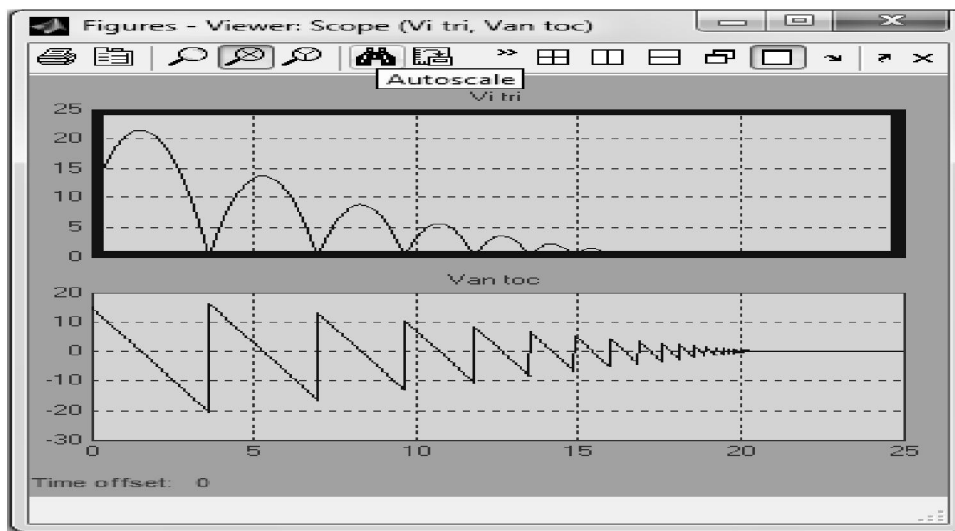 Figures - Viewer: Scope (Vi tri, Van toc)
Autoscale
Vi tri
25
20
15
10
5
0
Van toc
20
10
0
-10
-20
-30
0 5 10 15 20 25
Time offset: 0